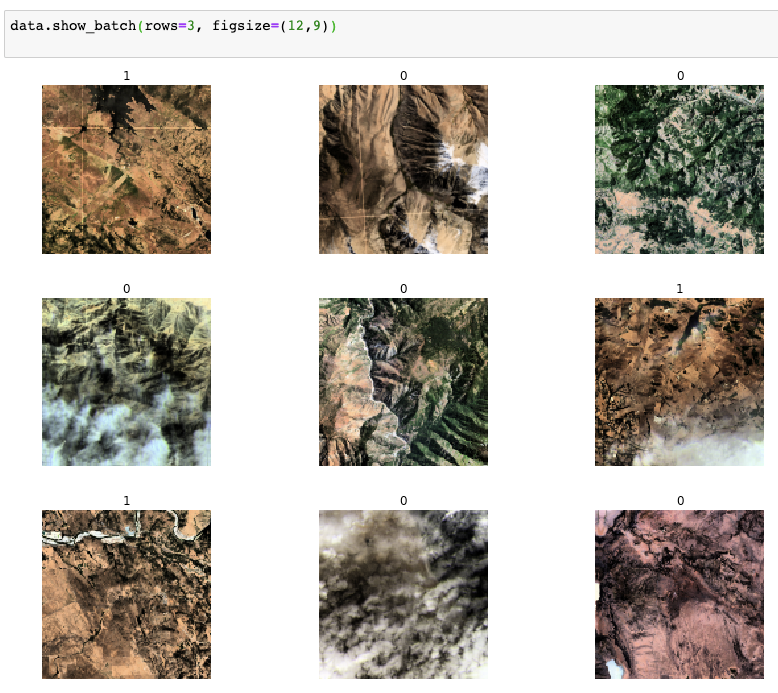 data.show_batch(rows=3, figsize=(12,9))
1 0 0
0 0 1
1 0 0